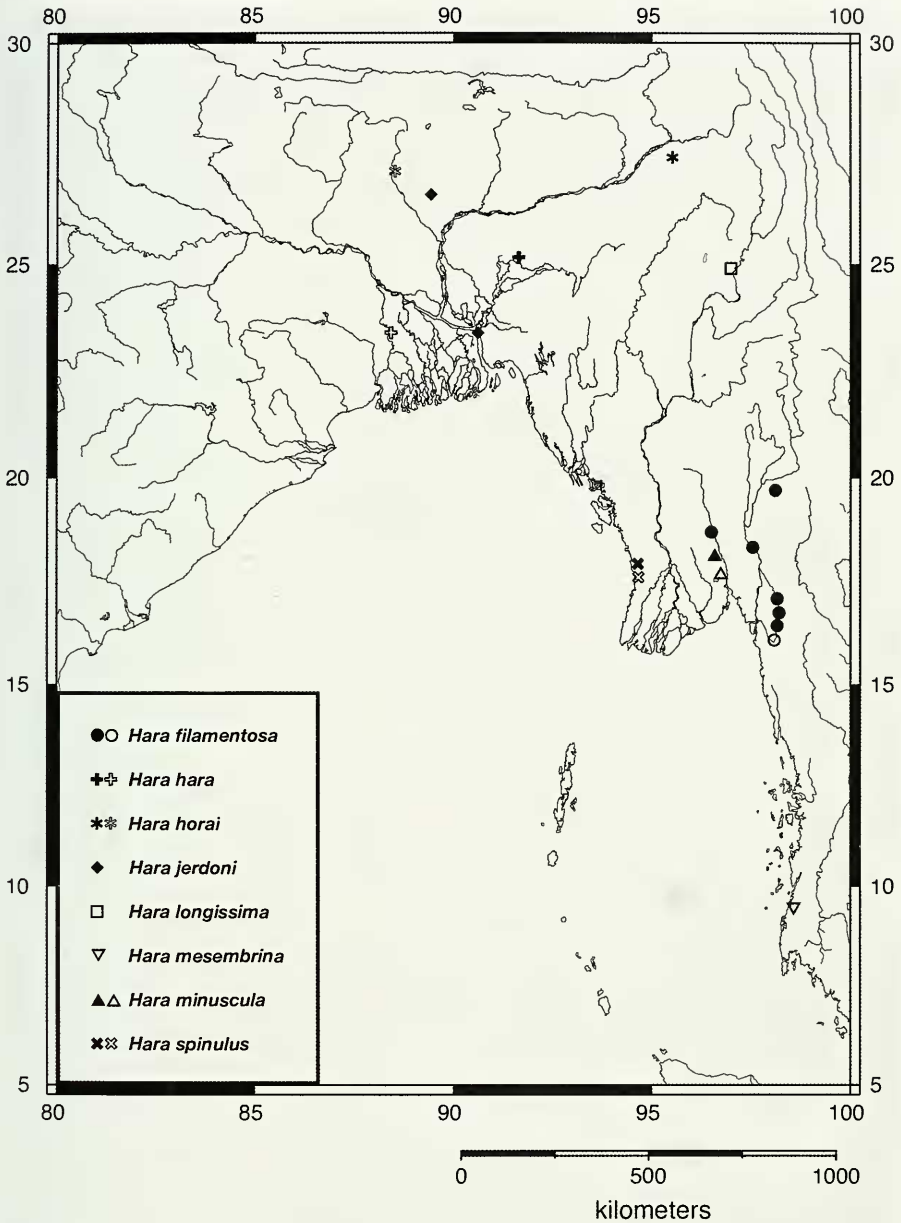 80 85 90 95 100
30 30
25 25
20 20
15 15
Hara filamentosa
Hara hara
Hara horai
Hara jerdoni
10 10
Hara longissima
Hara mesembrina
Hara minuscula
Hara spinulus
5 5
80 85 90 95 100
0 500 1000
kilometers